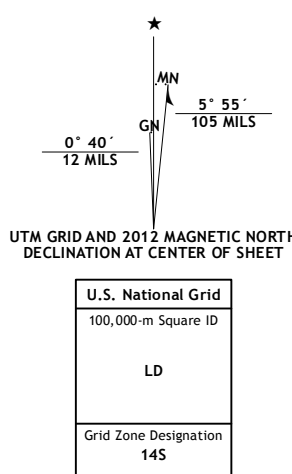 ★
MN
GN
5° 55´
105 MILS
0° 40´
12 MILS
UTM GRID AND 2012 MAGNETIC NORTH
DECLINATION AT CENTER OF SHEET
U.S. National Grid
100,000-m Square ID
LD
Grid Zone Designation
14S